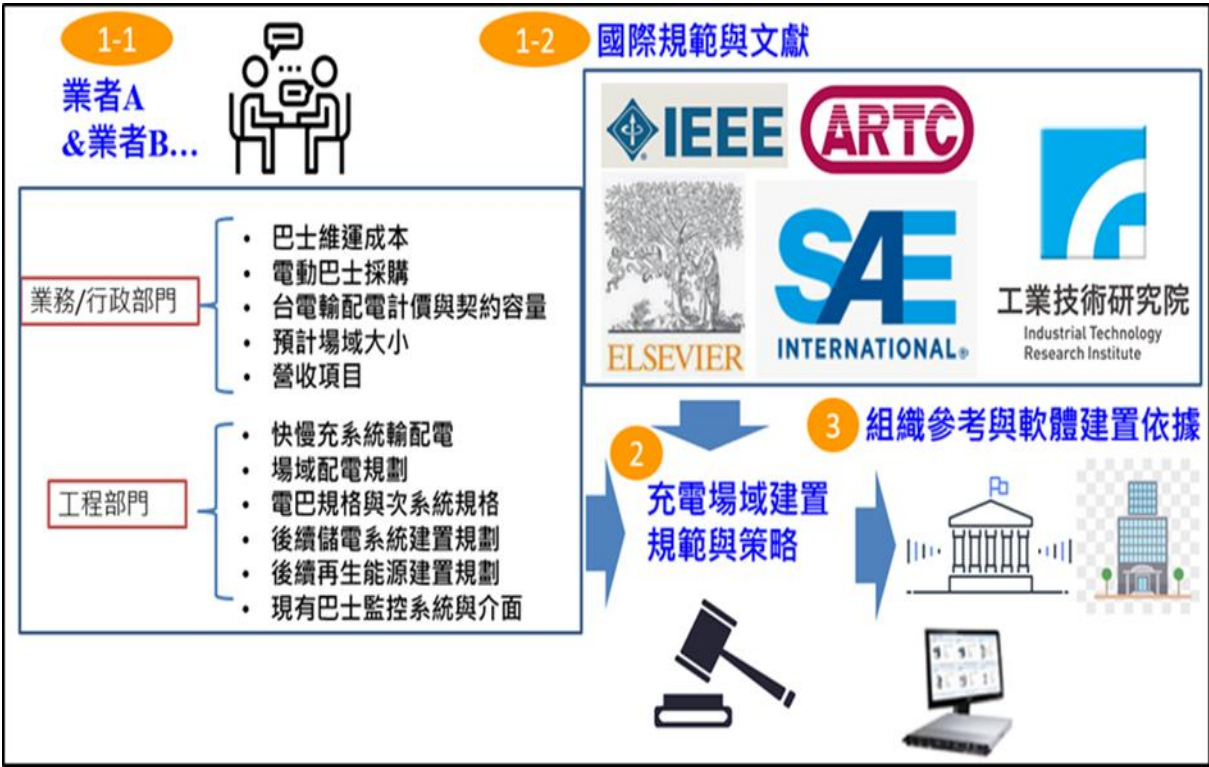 1-1
業者A
&業者B…
業務/行政部門
• 巴士維運成本
• 電動巴士採購
• 台電輸配電計價與契約容量
• 預計場域大小
• 營收項目
工程部門
• 快慢充系統輸配電
• 場域配電規劃
• 電巴規格與次系統規格
• 後續儲電系統建置規劃
• 後續再生能源建置規劃
• 現有巴士監控系統與介面
1-2
國際規範與文獻
IEEE
ARTC
ELSEVIER
SAE
INTERNATIONAL®
工業技術研究院
Industrial Technology
Research Institute
2
充電場域建置
規範與策略
3
組織參考與軟體建置依據